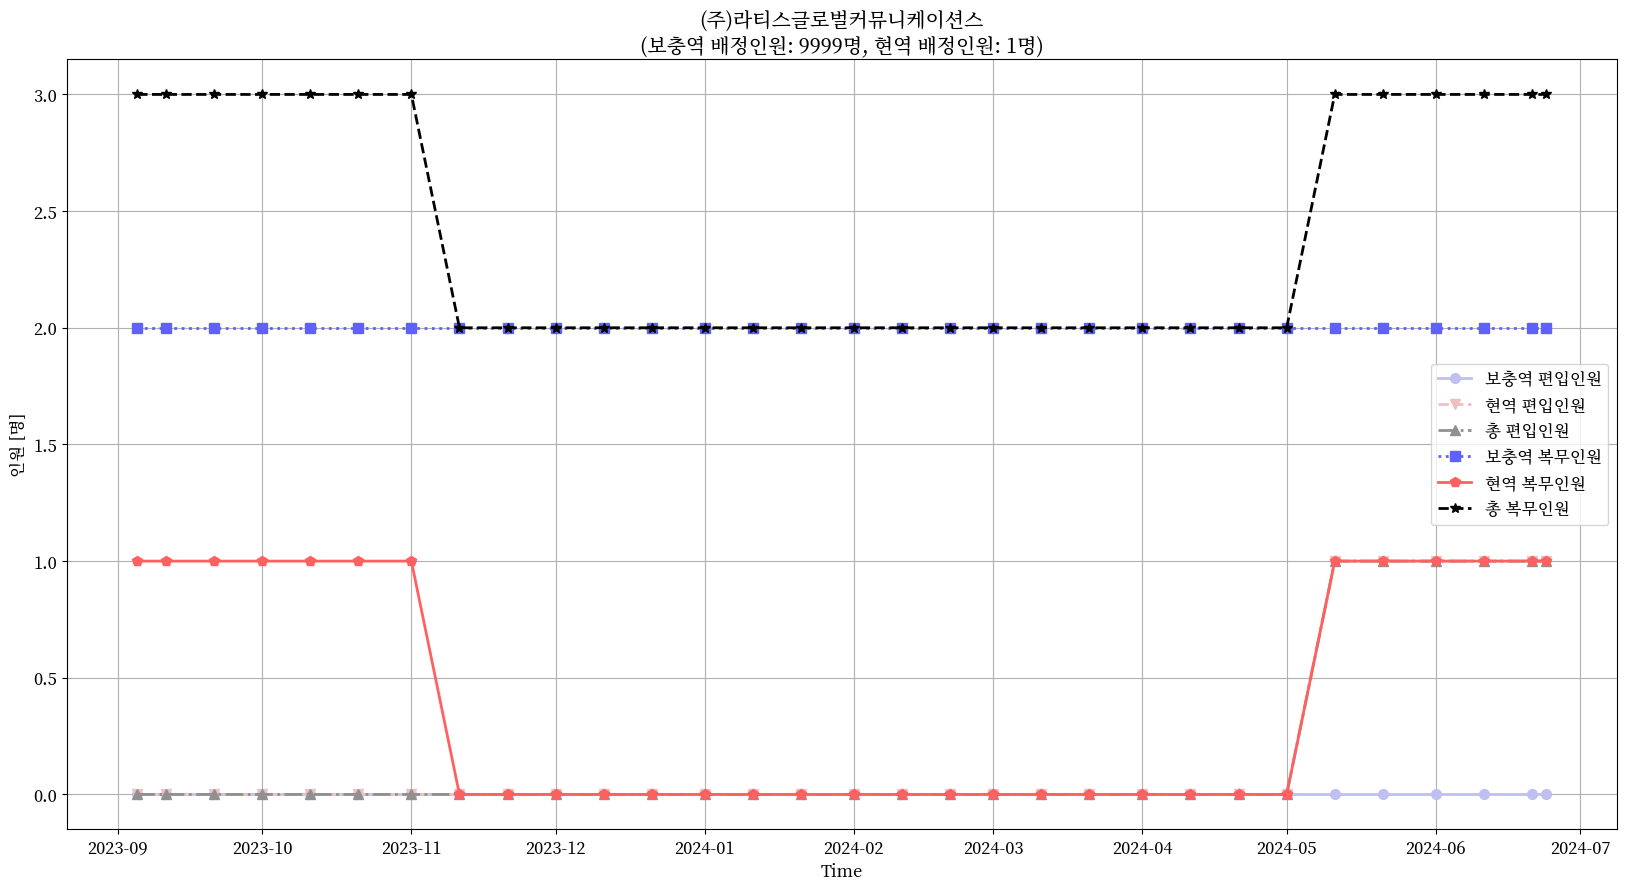 (주)라티스글로벌커뮤니케이션스
(보충역 배정인원: 9999명, 현역 배정인원: 1명)
인원 [명]
3.0
2.5
2.0
1.5
1.0
0.5
0.0
보충역 편입인원
현역 편입인원
총 편입인원
보충역 복무인원
현역 복무인원
총 복무인원
2023-09 2023-10 2023-11 2023-12 2024-01 2024-02 2024-03 2024-04 2024-05 2024-06 2024-07
Time